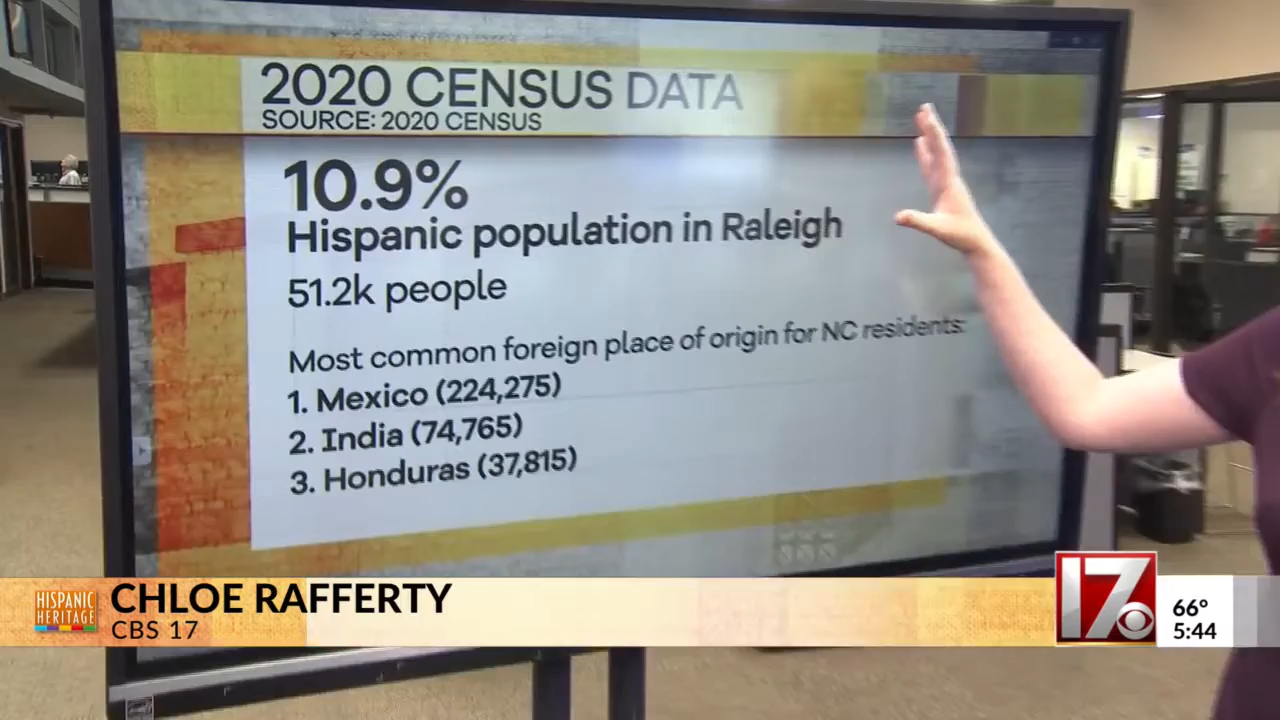 2020 CENSUS DATA
SOURCE: 2020 CENSUS
10.9%
Hispanic population in Raleigh
51.2k people
Most common foreign place of origin for NC residents:
1. Mexico (224,275)
2. India (74,765)
3. Honduras (37,815)
HISPANIC
HERITAGE
CHLOE RAFFERTY
CBS 17
17
66°
5:44